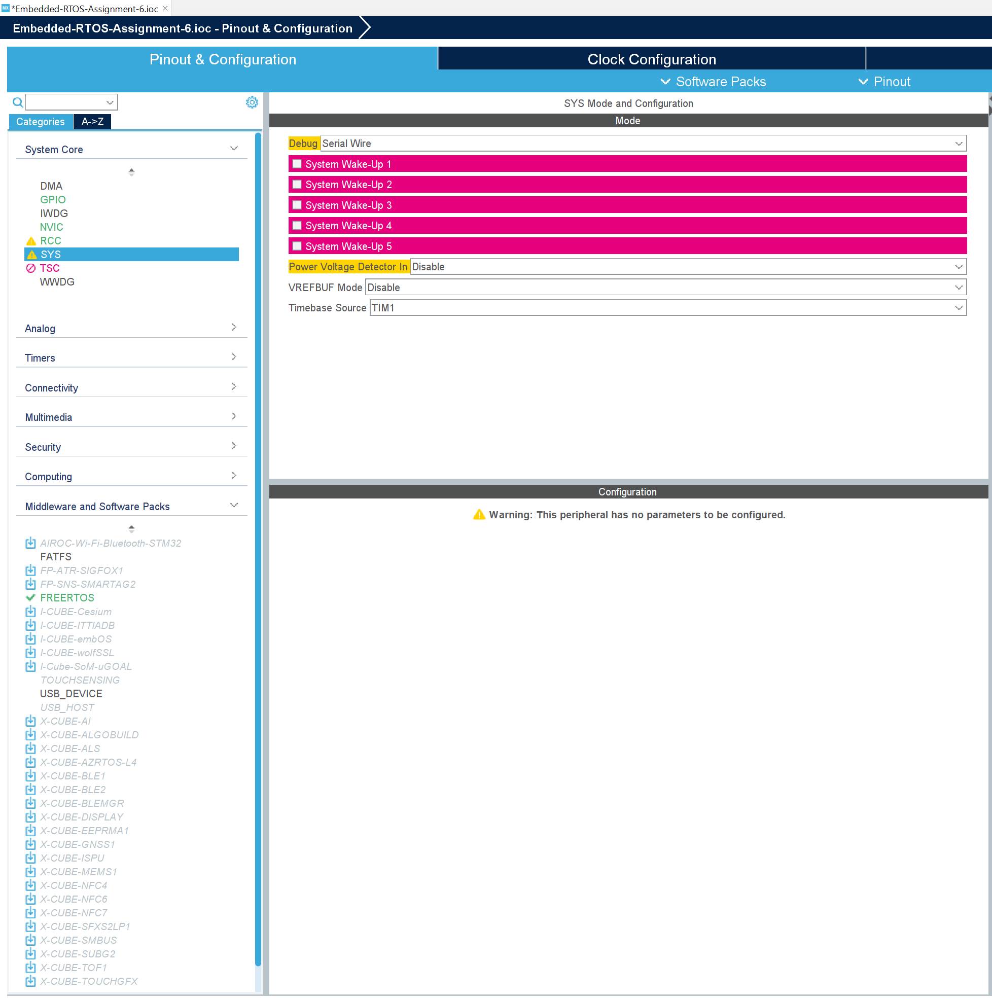 MX *Embedded-RTOS-Assignment-6.ioc ×
Embedded-RTOS-Assignment-6.ioc - Pinout & Configuration
Pinout & Configuration
Clock Configuration
Software Packs
Pinout
Categories
A->Z
System Core
DMA
GPIO
IWDG
NVIC
RCC
SYS
TSC
WWDG
Analog
Timers
Connectivity
Multimedia
Security
Computing
Middleware and Software Packs
AIROC-Wi-Fi-Bluetooth-STM32
FATFS
FP-ATR-SIGFOX1
FP-SNS-SMARTAG2
FREERTOS
I-CUBE-Cesium
I-CUBE-ITTIADB
I-CUBE-embOS
I-CUBE-wolfSSL
I-Cube-SoM-uGOAL
TOUCHSENSING
USB_DEVICE
USB_HOST
X-CUBE-AI
X-CUBE-ALGOBUILD
X-CUBE-ALS
X-CUBE-AZRTOS-L4
X-CUBE-BLE1
X-CUBE-BLE2
X-CUBE-BLEMGR
X-CUBE-DISPLAY
X-CUBE-EEPRMA1
X-CUBE-GNSS1
X-CUBE-ISPU
X-CUBE-MEMS1
X-CUBE-NFC4
X-CUBE-NFC6
X-CUBE-NFC7
X-CUBE-SFXS2LP1
X-CUBE-SMBUS
X-CUBE-SUBG2
X-CUBE-TOF1
X-CUBE-TOUCHGFX
SYS Mode and Configuration
Mode
Debug Serial Wire
System Wake-Up 1
System Wake-Up 2
System Wake-Up 3
System Wake-Up 4
System Wake-Up 5
Power Voltage Detector In Disable
VREFBUF Mode Disable
Timebase Source TIM1
Configuration
Warning: This peripheral has no parameters to be configured.